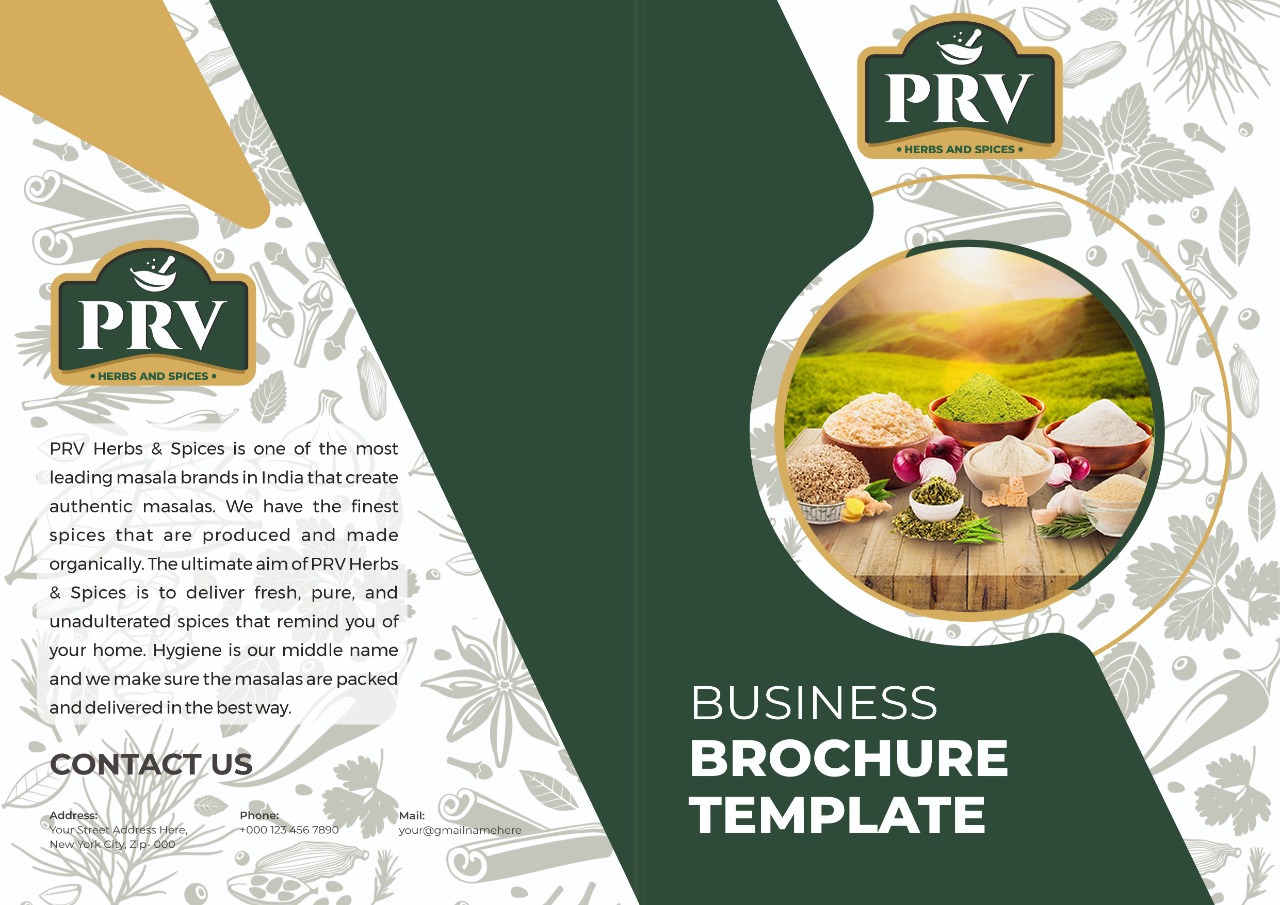 PRV
• HERBS AND SPICES •
PRV Herbs & Spices is one of the most
leading masala brands in India that create
authentic masalas. We have the finest
spices that are produced and made
organically. The ultimate aim of PRV Herbs
& Spices is to deliver fresh, pure, and
unadulterated spices that remind you of
your home. Hygiene is our middle name
and we make sure the masalas are packed
and delivered in the best way.
CONTACT US
Address:
Your Street Address Here,
New York City, Zip- 000
Phone:
+000 123 456 7890
Mail:
your@gmailnamehere
PRV
• HERBS AND SPICES •
BUSINESS
BROCHURE
TEMPLATE